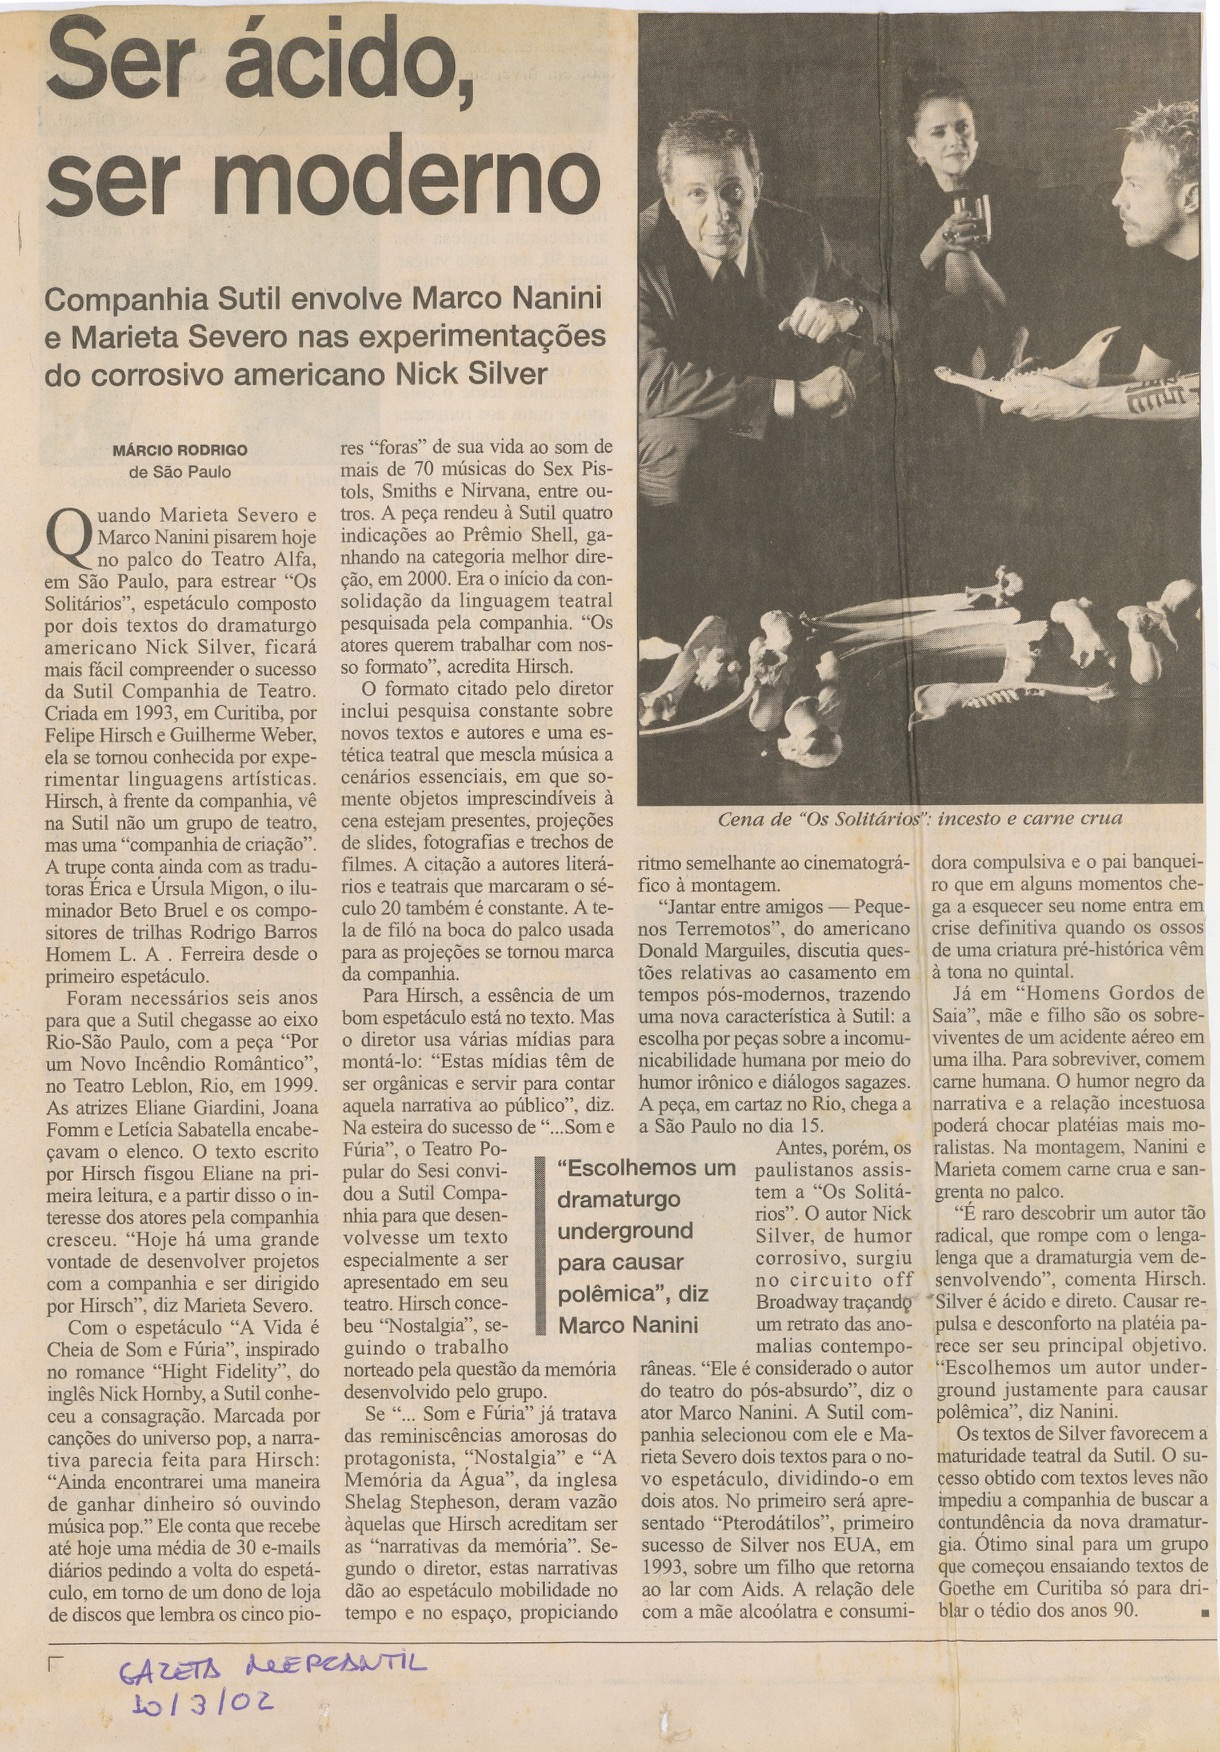 Ser ácido,
ser moderno
Companhia Sutil envolve Marco Nanini
e Marieta Severo nas experimentações
do corrosivo americano Nick Silver
MÁRCIO RODRIGO
de São Paulo
Quando Marieta Severo e
Marco Nanini pisarem hoje
no palco do Teatro Alfa,
em São Paulo, para estrear “Os
Solitários”, espetáculo composto
por dois textos do dramaturgo
americano Nick Silver, ficará
mais fácil compreender o sucesso
da Sutil Companhia de Teatro.
Criada em 1993, em Curitiba, por
Felipe Hirsch e Guilherme Weber,
ela se tornou conhecida por expe-
rimentar linguagens artísticas.
Hirsch, à frente da companhia, vê
na Sutil não um grupo de teatro,
mas uma “companhia de criação”.
A trupe conta ainda com as tradu-
toras Érica e Úrsula Migon, o ilu-
minador Beto Bruel e os compo-
sitores de trilhas Rodrigo Barros
Homem L. A . Ferreira desde o
primeiro espetáculo.
Foram necessários seis anos
para que a Sutil chegasse ao eixo
Rio-São Paulo, com a peça “Por
um Novo Incêndio Romântico”,
no Teatro Leblon, Rio, em 1999.
As atrizes Eliane Giardini, Joana
Fomm e Letícia Sabatella encabe-
çavam o elenco. O texto escrito
por Hirsch fisgou Eliane na pri-
meira leitura, e a partir disso o in-
teresse dos atores pela companhia
cresceu. “Hoje há uma grande
vontade de desenvolver projetos
com a companhia e ser dirigido
por Hirsch”, diz Marieta Severo.
Com o espetáculo “A Vida é
Cheia de Som e Fúria”, inspirado
no romance “Hight Fidelity”, do
inglês Nick Hornby, a Sutil conhe-
ceu a consagração. Marcada por
canções do universo pop, a narra-
tiva parecia feita para Hirsch:
“Ainda encontrarei uma maneira
de ganhar dinheiro só ouvindo
música pop.” Ele conta que recebe
até hoje uma média de 30 e-mails
diários pedindo a volta do espetá-
culo, em torno de um dono de loja
de discos que lembra os cinco pio-
res “foras” de sua vida ao som de
mais de 70 músicas do Sex Pis-
tols, Smiths e Nirvana, entre ou-
tros. A peça rendeu à Sutil quatro
indicações ao Prêmio Shell, ga-
nhando na categoria melhor dire-
ção, em 2000. Era o início da con-
solidação da linguagem teatral
pesquisada pela companhia. “Os
atores querem trabalhar com nos-
so formato”, acredita Hirsch.
O formato citado pelo diretor
inclui pesquisa constante sobre
novos textos e autores e uma es-
tética teatral que mescla música a
cenários essenciais, em que so-
mente objetos imprescindíveis à
cena estejam presentes, projeções
de slides, fotografias e trechos de
filmes. A citação a autores literá-
rios e teatrais que marcaram o sé-
culo 20 também é constante. A te-
la de filó na boca do palco usada
para as projeções se tornou marca
da companhia.
Para Hirsch, a essência de um
bom espetáculo está no texto. Mas
o diretor usa várias mídias para
montá-lo: “Estas mídias têm de
ser orgânicas e servir para contar
aquela narrativa ao público”, diz.
Na esteira do sucesso de “...Som e
Fúria”, o Teatro Po-
pular do Sesi convi-
dou a Sutil Compa-
nhia para que desen-
volvesse um texto
especialmente a ser
apresentado em seu
teatro. Hirsch conce-
beu “Nostalgia”, se-
guindo o trabalho
norteado pela questão da memória
desenvolvido pelo grupo.
Se “... Som e Fúria” já tratava
das reminiscências amorosas do
protagonista, “Nostalgia” e “A
Memória da Água”, da inglesa
Shelag Stepheson, deram vazão
àquelas que Hirsch acreditam ser
as “narrativas da memória”. Se-
gundo o diretor, estas narrativas
dão ao espetáculo mobilidade no
tempo e no espaço, propiciando
“Escolhemos um
dramaturgo
underground
para causar
polêmica”, diz
Marco Nanini
Cena de “Os Solitários”: incesto e carne crua
ritmo semelhante ao cinematográ-
fico à montagem.
“Jantar entre amigos — Peque-
nos Terremotos”, do americano
Donald Marguiles, discutia ques-
tões relativas ao casamento em
tempos pós-modernos, trazendo
uma nova característica à Sutil: a
escolha por peças sobre a incomu-
nicabilidade humana por meio do
humor irônico e diálogos sagazes.
A peça, em cartaz no Rio, chega a
a São Paulo no dia 15.
Antes, porém, os
paulistanos assis-
tem a “Os Solitá-
rios”. O autor Nick
Silver, de humor
corrosivo, surgiu
no circuito off
Broadway traçando
um retrato das ano-
malias contempo-
râneas. “Ele é considerado o autor
do teatro do pós-absurdo”, diz o
ator Marco Nanini. A Sutil com-
panhia selecionou com ele e Ma-
rieta Severo dois textos para o no-
vo espetáculo, dividindo-o em
dois atos. No primeiro será apre-
sentado “Pterodátilos”, primeiro
sucesso de Silver nos EUA, em
1993, sobre um filho que retorna
ao lar com Aids. A relação dele
com a mãe alcoólatra e consumi-
dora compulsiva e o pai banquei-
ro que em alguns momentos che-
ga a esquecer seu nome entra em
crise definitiva quando os ossos
de uma criatura pré-histórica vêm
à tona no quintal.
Já em “Homens Gordos de
Saia”, mãe e filho são os sobre-
viventes de um acidente aéreo em
uma ilha. Para sobreviver, comem
carne humana. O humor negro da
narrativa e a relação incestuosa
poderá chocar platéias mais mo-
ralistas. Na montagem, Nanini e
Marieta comem carne crua e san-
grenta no palco.
“É raro descobrir um autor tão
radical, que rompe com o lenga-
lenga que a dramaturgia vem de-
senvolvendo”, comenta Hirsch.
Silver é ácido e direto. Causar re-
pulsa e desconforto na platéia pa-
rece ser seu principal objetivo.
“Escolhemos um autor under-
ground justamente para causar
polêmica”, diz Nanini.
Os textos de Silver favorecem a
maturidade teatral da Sutil. O su-
cesso obtido com textos leves não
impediu a companhia de buscar a
contundência da nova dramatur-
gia. Ótimo sinal para um grupo
que começou ensaiando textos de
Goethe em Curitiba só para dri-
blar o tédio dos anos 90.
GAZETA MERCANTIL
10/3/02